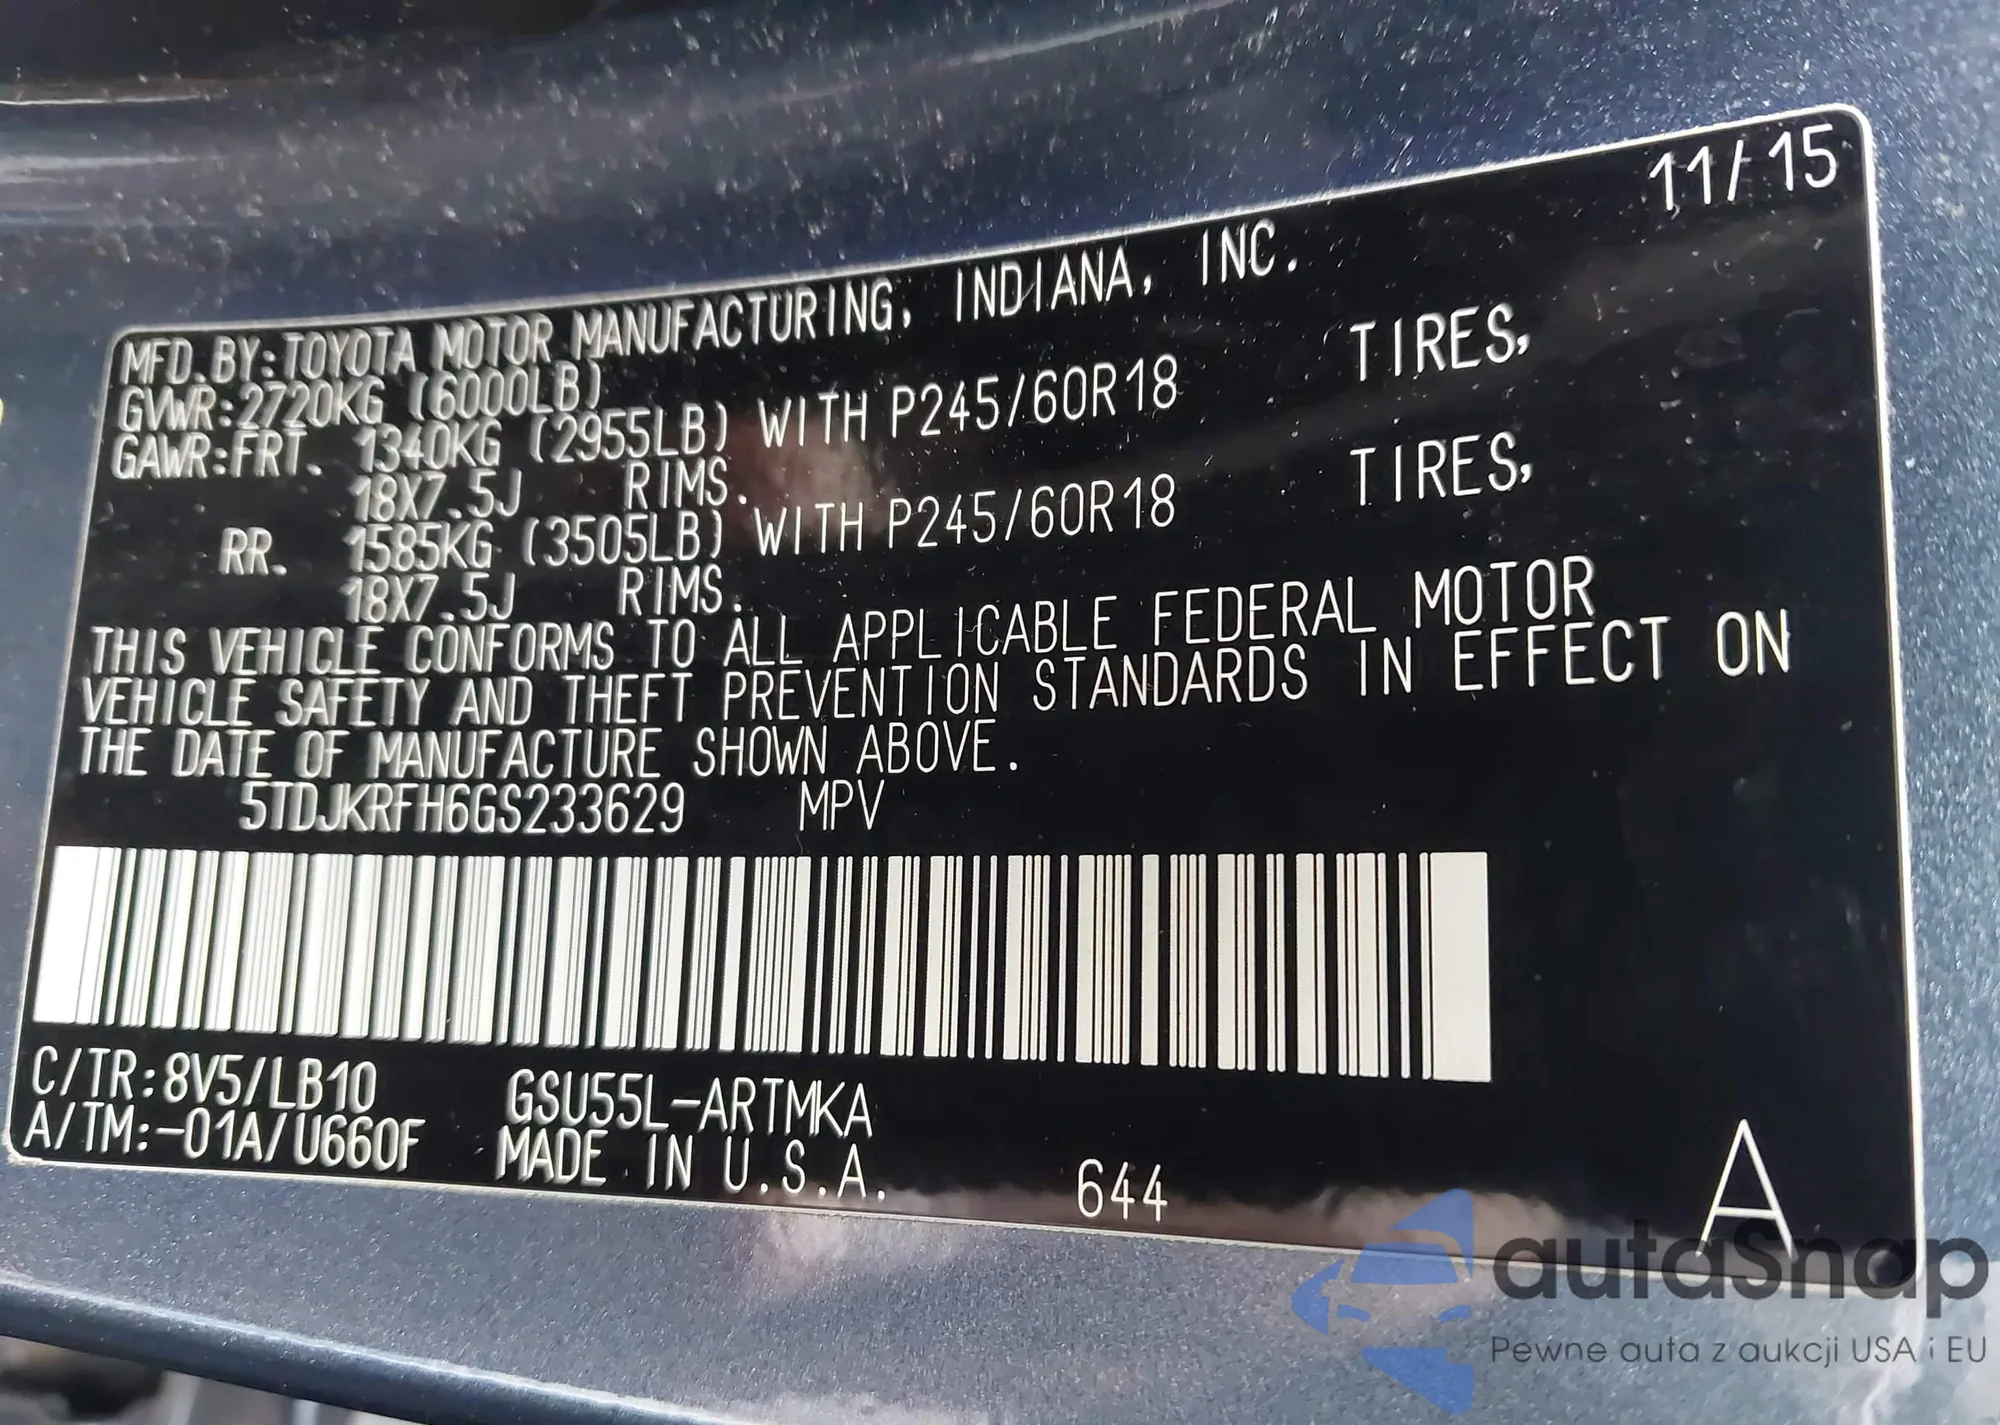 11/15
MFD.BY:TOYOTA MOTOR MANUFACTURING, INDIANA, INC.
GVWR:2720KG (6000LB)
GAWR:FRT. 1340KG (2955LB) WITH P245/60R18 TIRES,
18X7.5J RIMS.
RR. 1585KG (3505LB) WITH P245/60R18 TIRES,
18X7.5J RIMS.
THIS VEHICLE CONFORMS TO ALL APPLICABLE FEDERAL MOTOR
VEHICLE SAFETY AND THEFT PREVENTION STANDARDS IN EFFECT ON
THE DATE OF MANUFACTURE SHOWN ABOVE.
5TDJKRFH6GS233629 MPV
C/TR:8V5/LB10 GSU55L-ARTMKA
A/TM:-01A/U660F MADE IN U.S.A. 644 A
autaSnap
Pewne auta z aukcji USA i EU